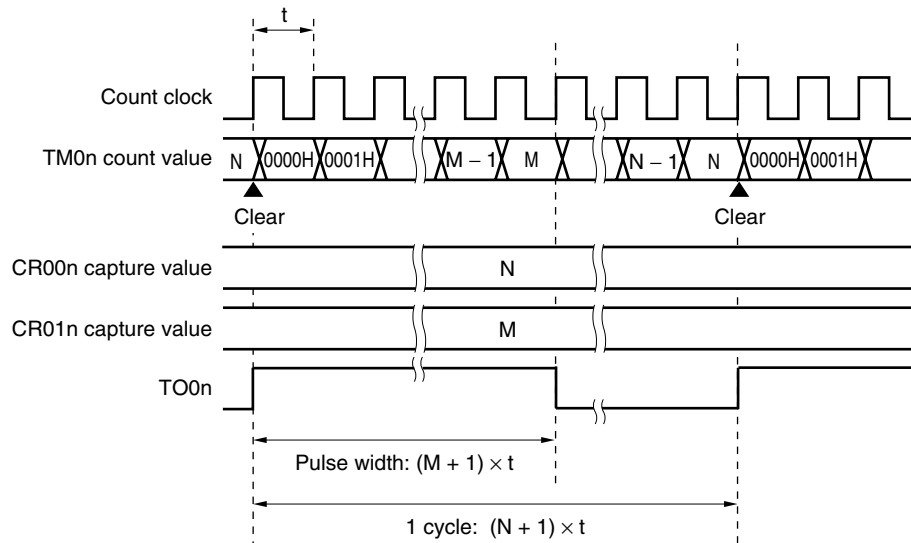 t
Count clock
TM0n count value N 0000H 0001H M − 1 M N − 1 N 0000H 0001H
Clear Clear
CR00n capture value N
CR01n capture value M
TO0n
Pulse width: (M + 1) × t
1 cycle: (N + 1) × t